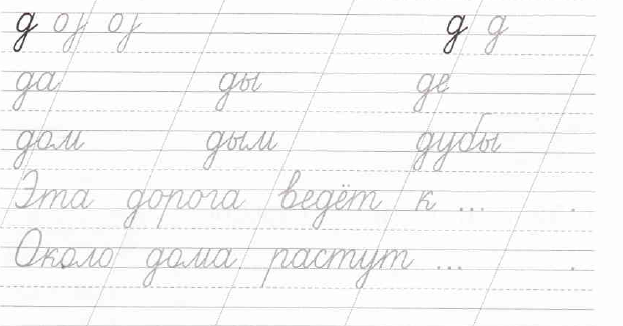 д д д
да ды де
дом дым дубы
Эта дорога ведёт к ... .
Около дома растут ... .